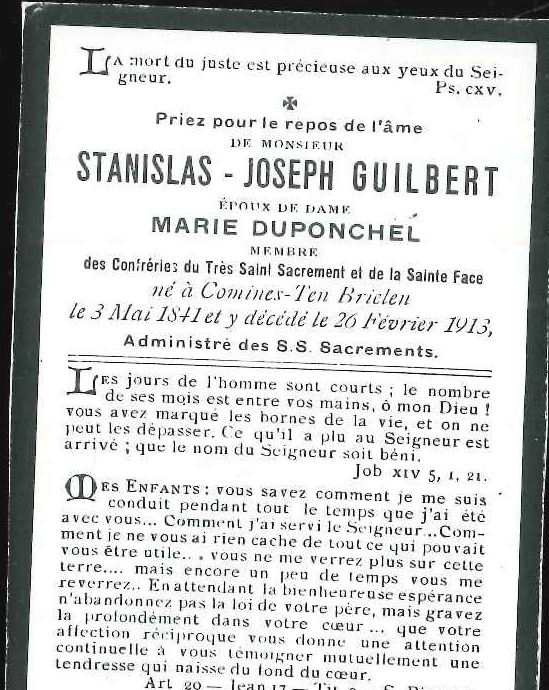 LA mort du juste est précieuse aux yeux du Sei-
gneur. Ps. cxv.
Priez pour le repos de l'âme
DE MONSIEUR
STANISLAS - JOSEPH GUILBERT
ÉPOUX DE DAME
MARIE DUPONCHEL
MEMBRE
des Confréries du Très Saint Sacrement et de la Sainte Face
né à Comines-Ten Brielen
le 3 Mai 1841 et y décédé le 26 Février 1913,
Administré des S.S. Sacrements.
LES jours de l'homme sont courts ; le nombre
de ses mois est entre vos mains, ô mon Dieu !
vous avez marqué les bornes de la vie, et on ne
peut les dépasser. Ce qu'il a plu au Seigneur est
arrivé ; que le nom du Seigneur soit béni.
Job XIV 5, 1, 21.
MES ENFANTS : vous savez comment je me suis
conduit pendant tout le temps que j'ai été
avec vous... Comment j'ai servi le Seigneur... Com-
ment je ne vous ai rien cache de tout ce qui pouvait
vous être utile... vous ne me verrez plus sur cette
terre.... mais encore un peu de temps vous me
reverrez.. En attendant la bienheureuse espérance
n'abandonnez pas la loi de votre père, mais gravez
la profondément dans votre cœur ... que votre
affection réciproque vous donne une attention
continuelle à vous témoigner mutuellement une
tendresse qui naisse du fond du cœur.
Art 20 — Jean 17 —